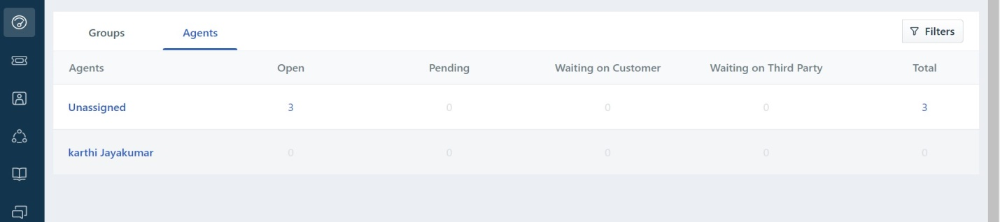 Groups Agents Filters
Agents Open Pending Waiting on Customer Waiting on Third Party Total
Unassigned 3 0 0 0 3
karthi Jayakumar 0 0 0 0 0